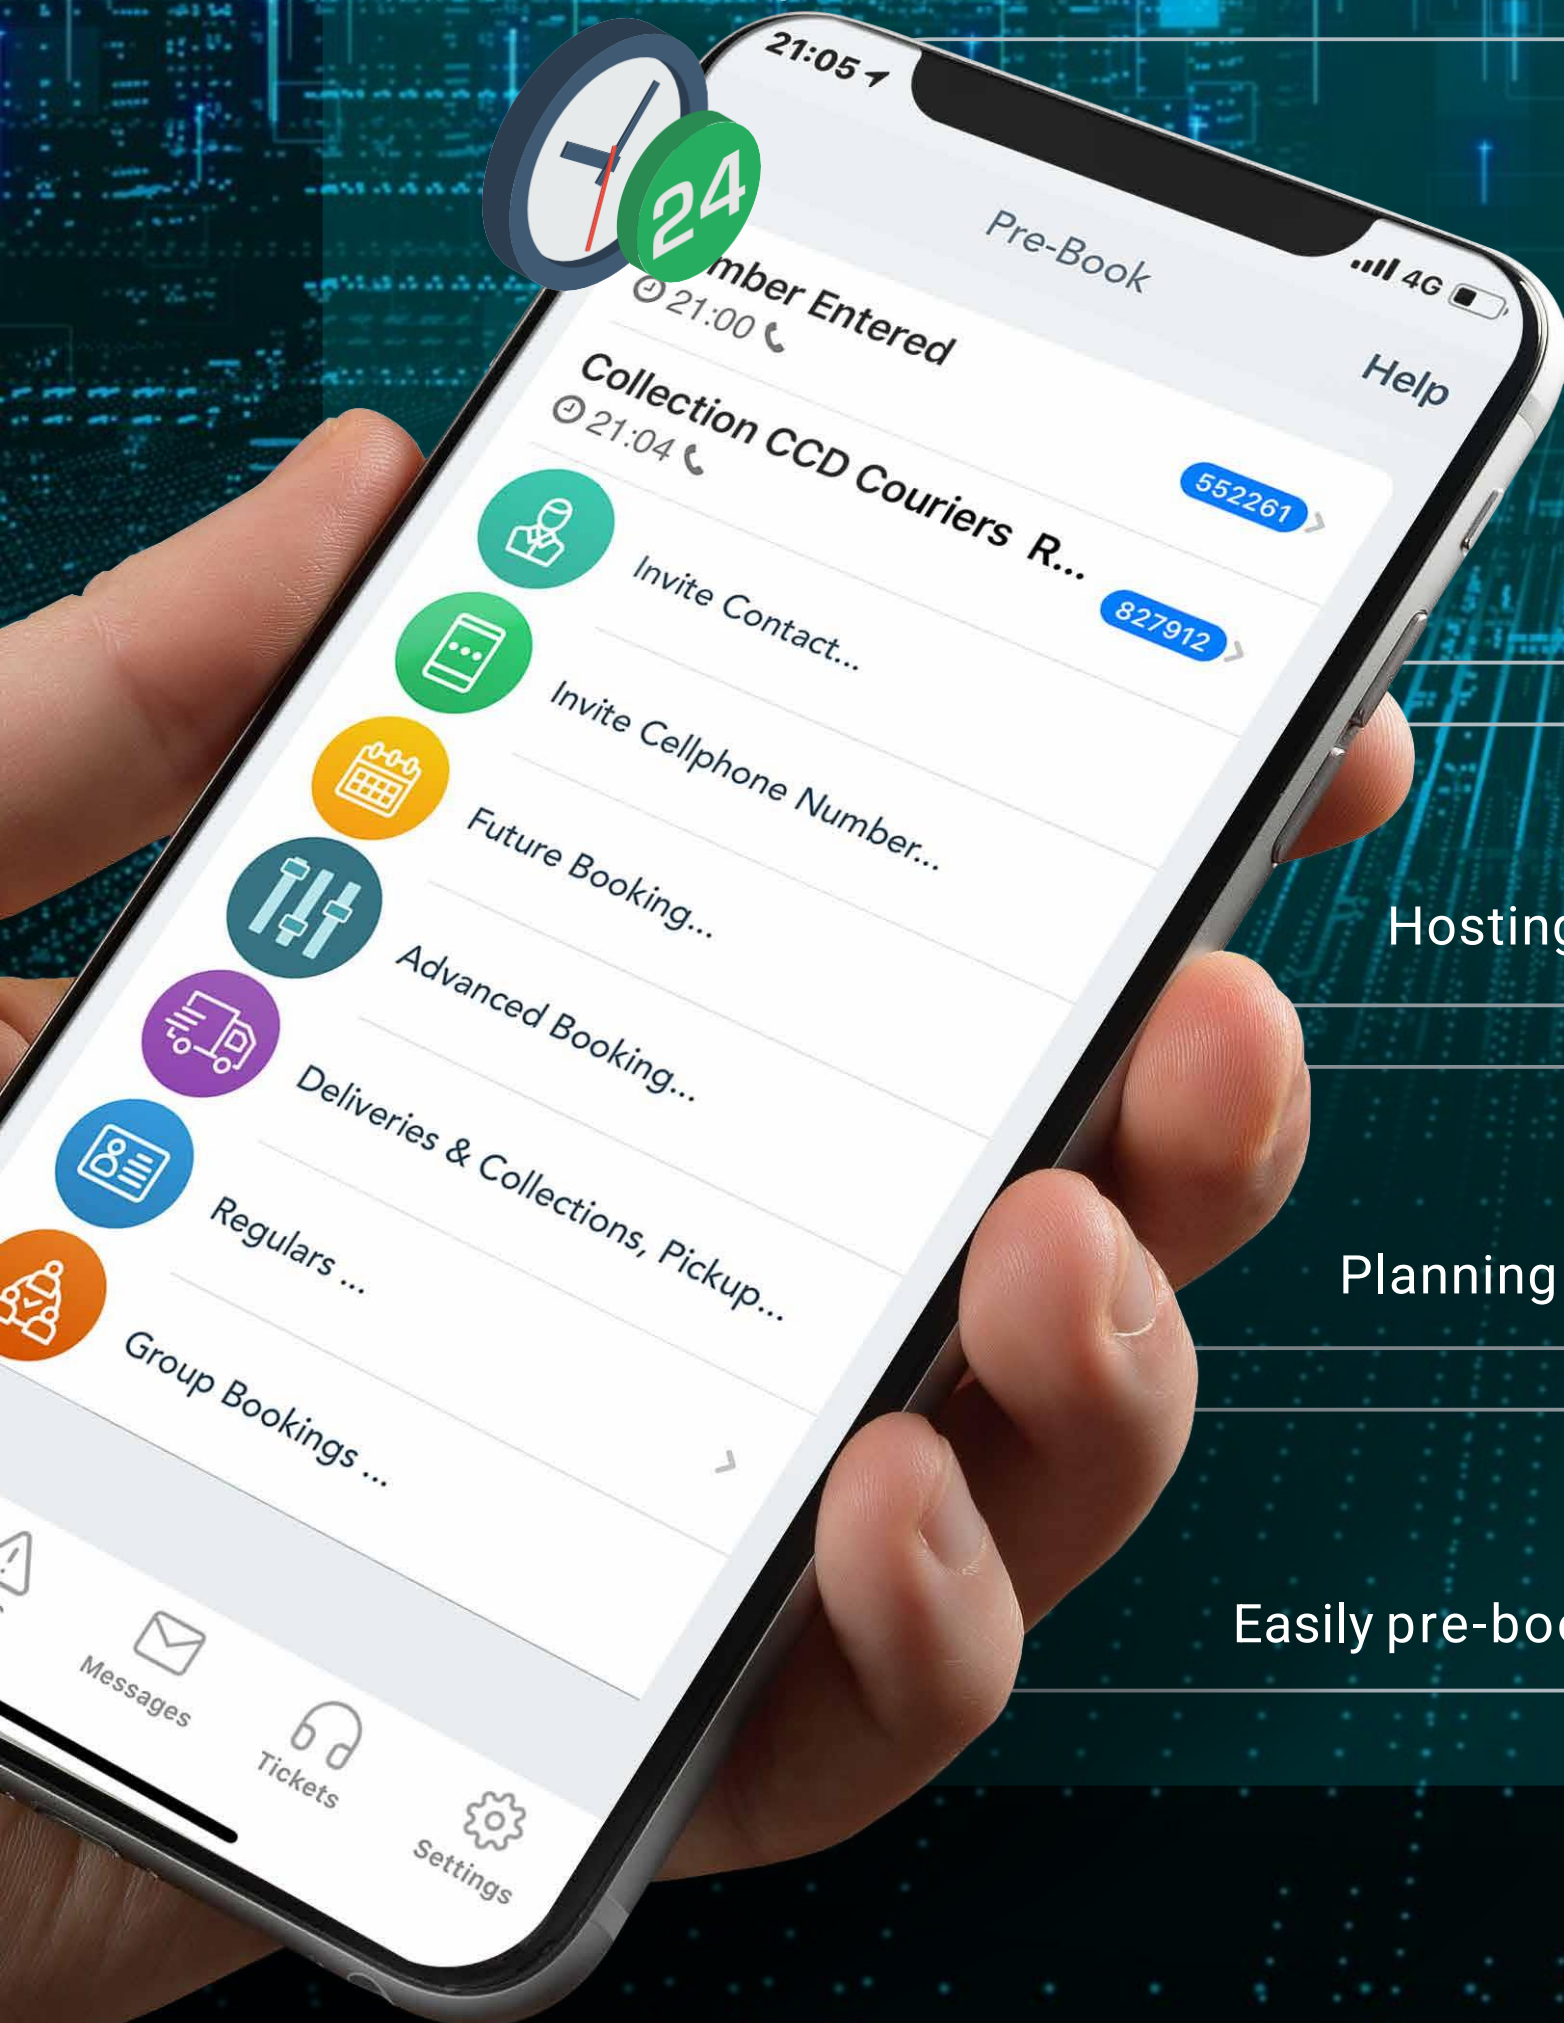 21:05
4G
24
Pre-Book
Help
mber Entered
21:00
552261
Collection CCD Couriers R...
21:04
827912
Invite Contact...
Invite Cellphone Number...
Future Booking...
Advanced Booking...
Deliveries & Collections, Pickup...
Regulars ...
Group Bookings ...
Messages
Tickets
Settings
Hosting
Planning
Easily pre-boo